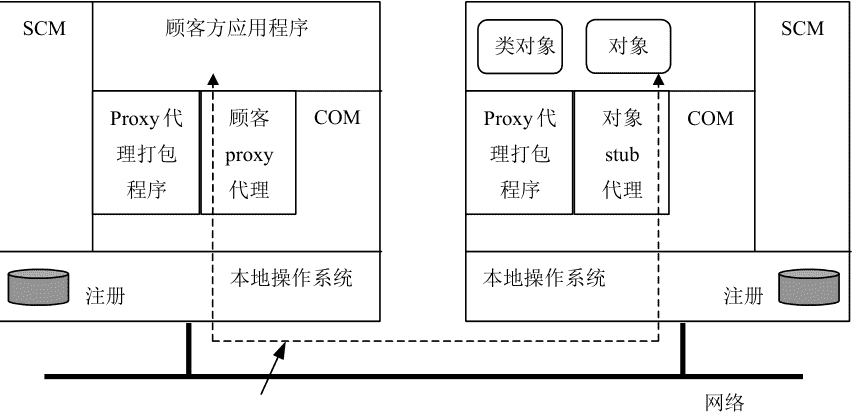 SCM
顾客方应用程序
Proxy代
理打包
程序
顾客
proxy
代理
COM
注册
本地操作系统
类对象
对象
SCM
Proxy代
理打包
程序
对象
stub
代理
COM
本地操作系统
注册
网络